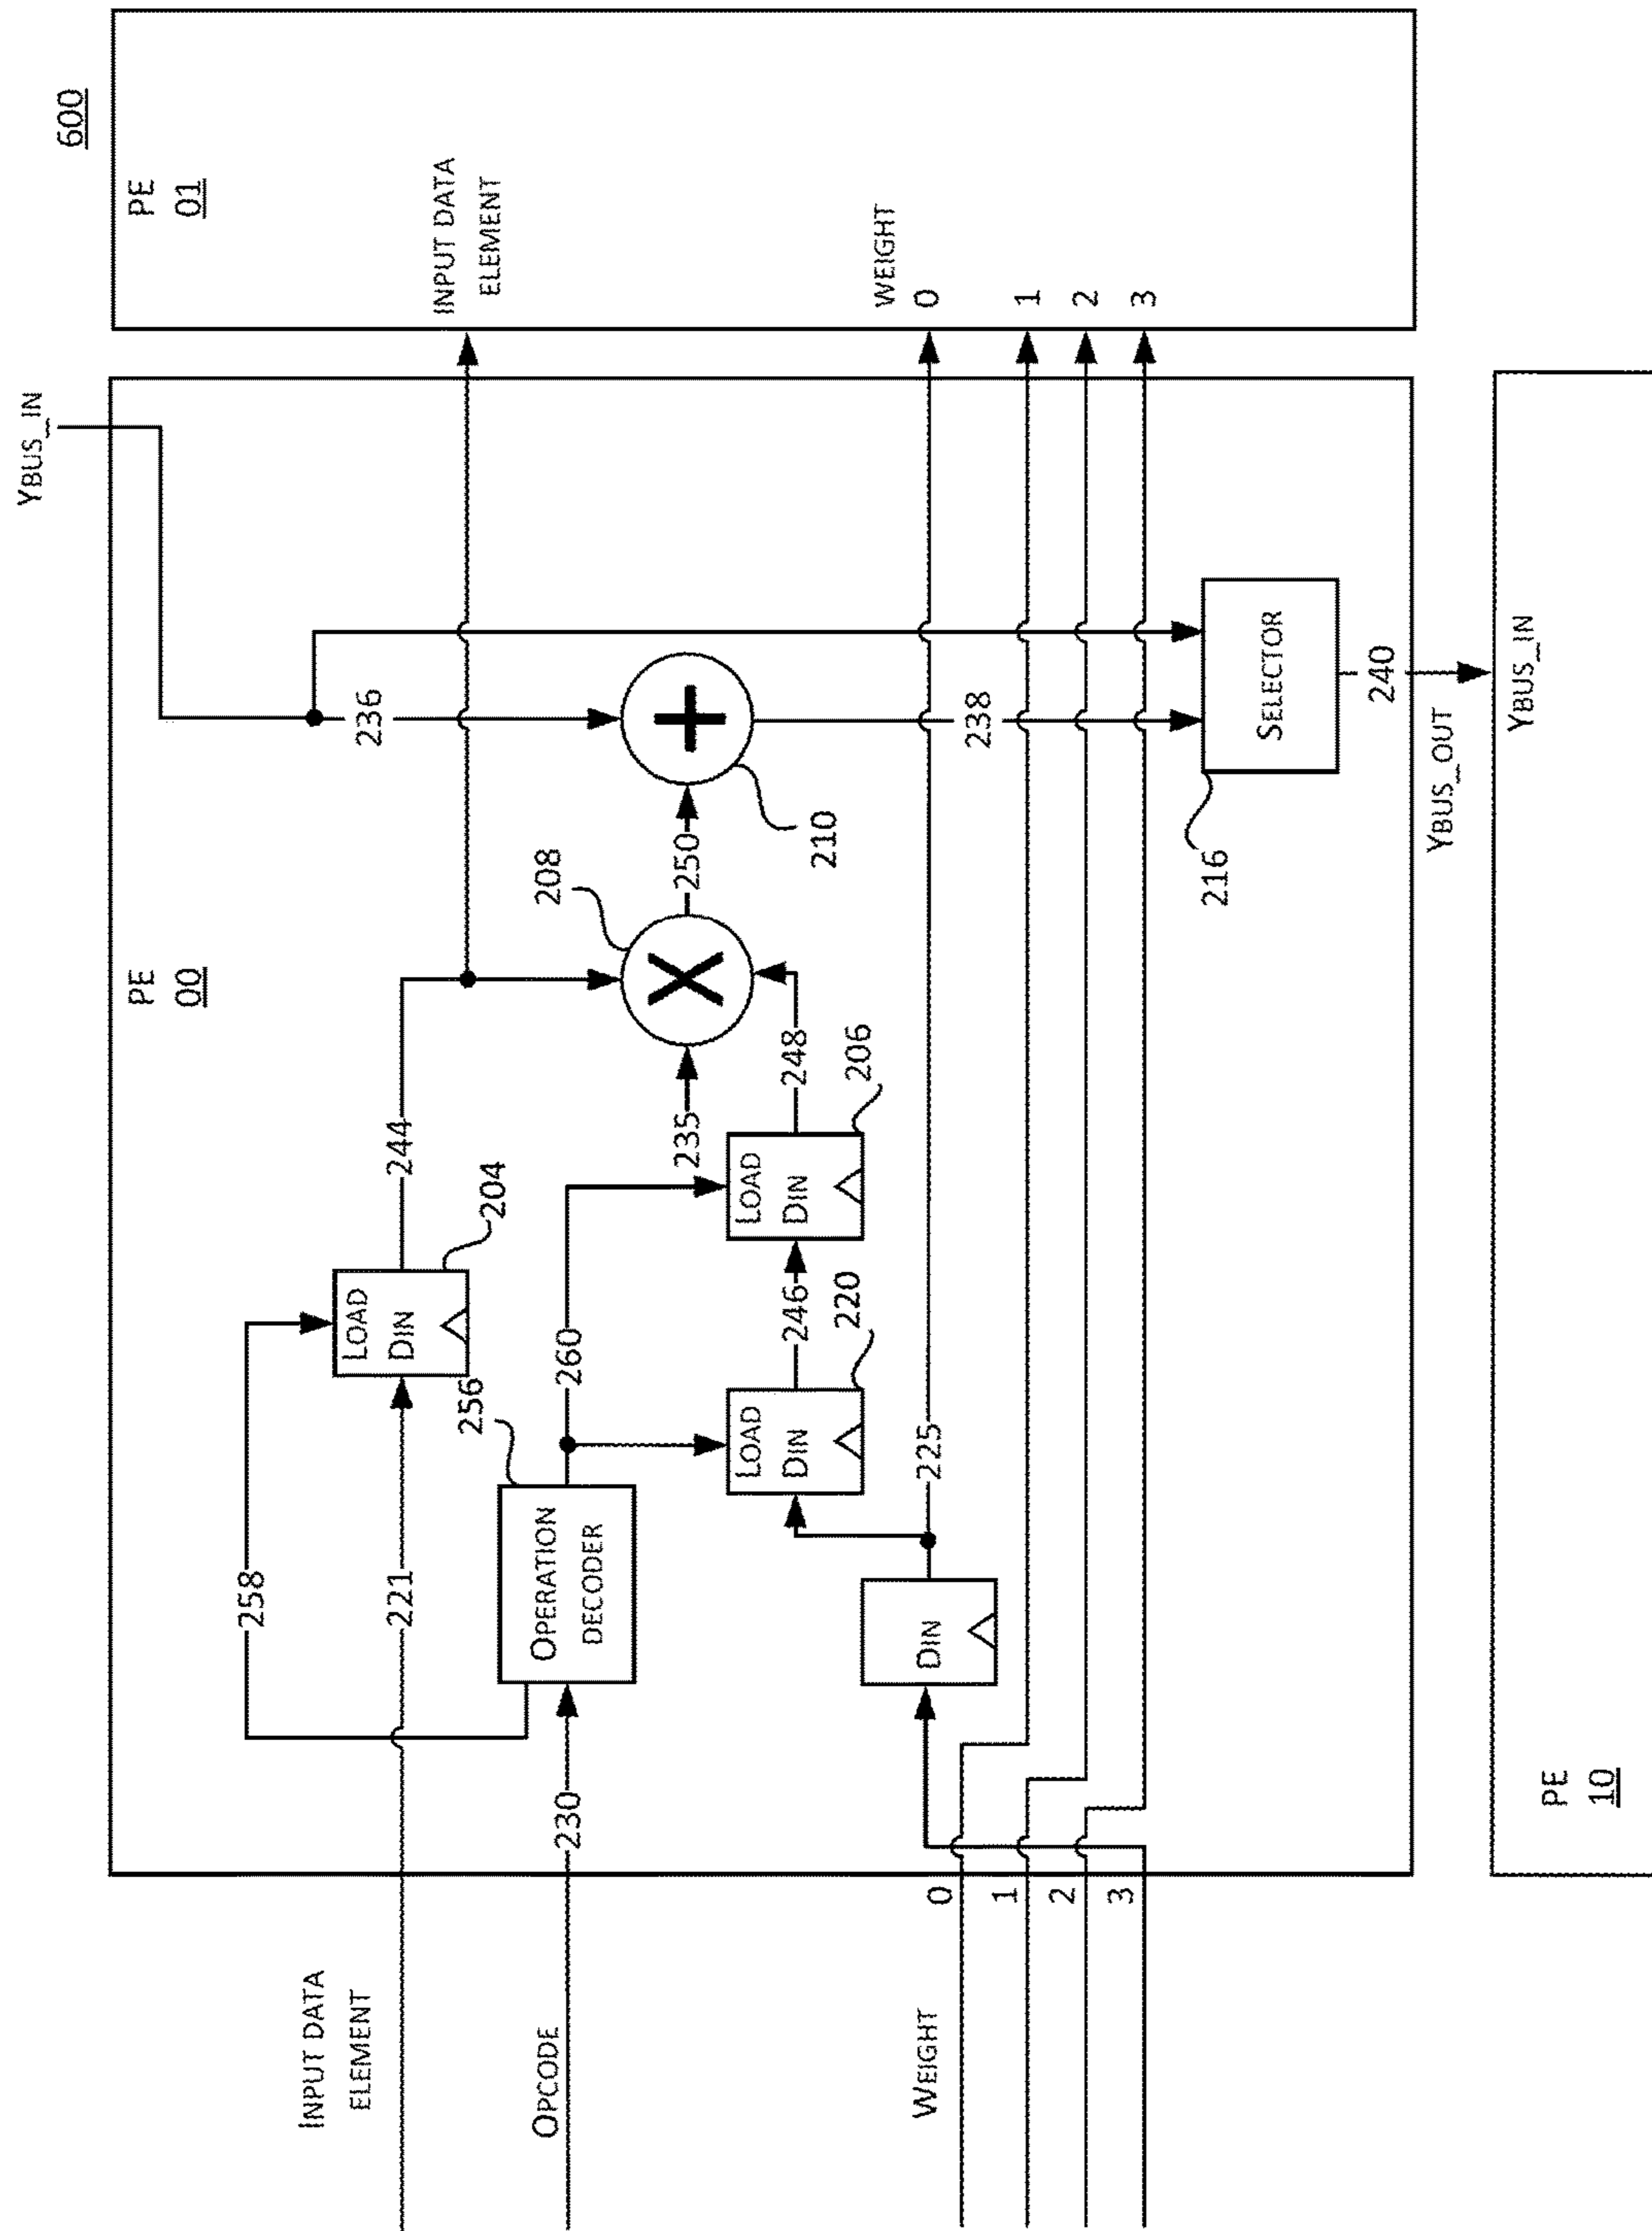 600
YBUS_IN
PE
00
PE
01
INPUT DATA
ELEMENT
258
221
LOAD
DIN
204
244
236
INPUT DATA
ELEMENT
OPCODE
230
OPERATION
DECODER
256
260
208
235
250
210
LOAD
DIN
220
246
LOAD
DIN
206
248
WEIGHT
0
1
2
3
DIN
225
238
WEIGHT
0
1
2
3
216
SELECTOR
240
YBUS_OUT
PE
10
YBUS_IN